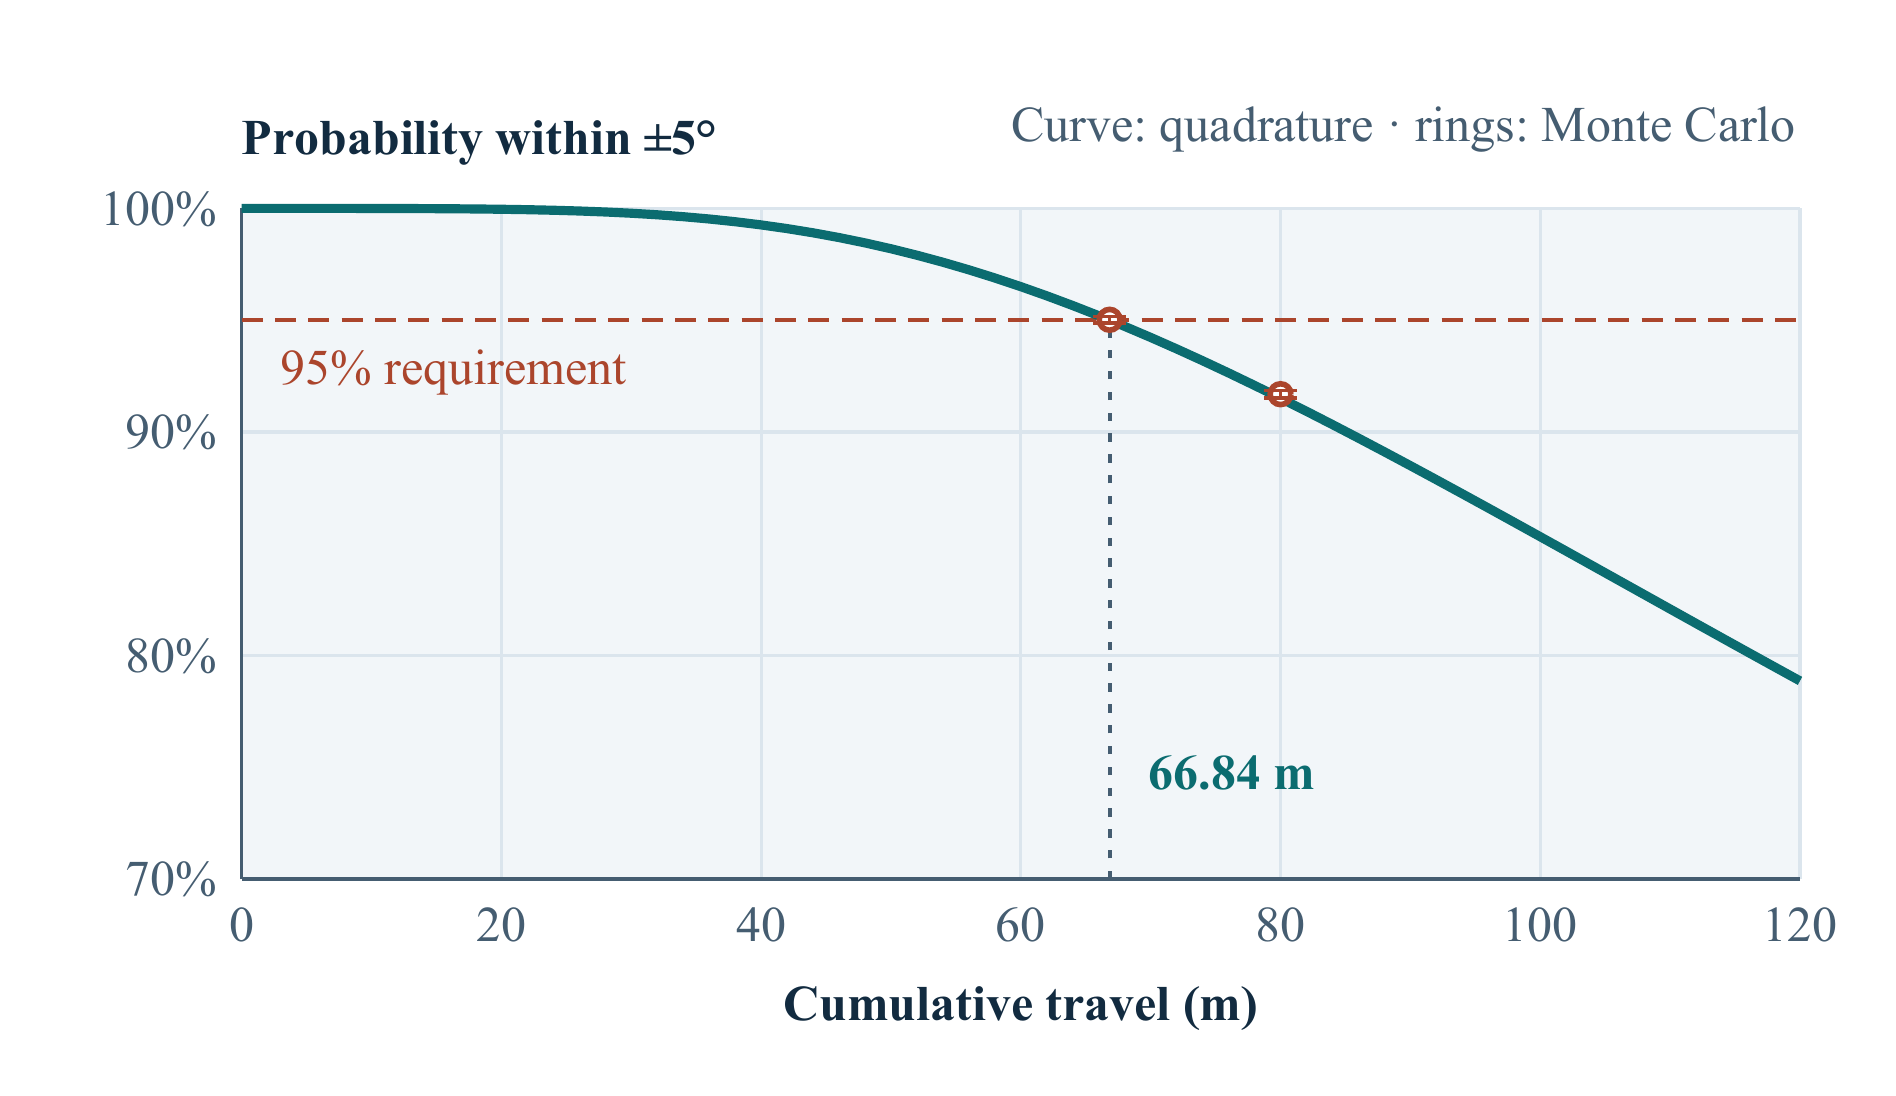 Probability within ±5°
Curve: quadrature · rings: Monte Carlo
100%
95% requirement
90%
80%
66.84 m
70%
0 20 40 60 80 100 120
Cumulative travel (m)